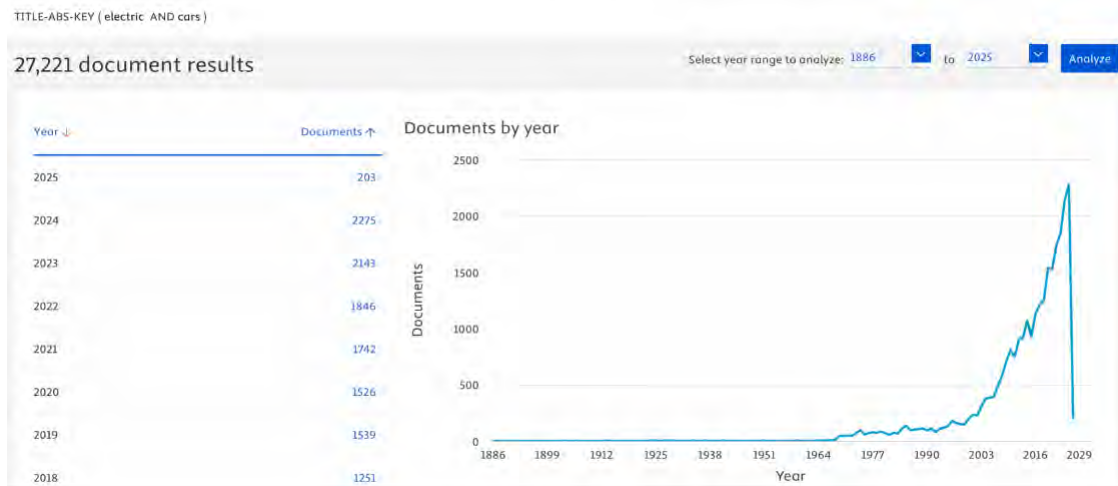 TITLE-ABS-KEY ( electric AND cars )
27,221 document results
Select year range to analyze: 1886 to 2025 Analyze
Year ↓ Documents ↑
2025 203
2024 2275
2023 2143
2022 1846
2021 1742
2020 1526
2019 1539
2018 1251
Documents by year
2500
2000
1500
1000
500
0
Documents
1886 1899 1912 1925 1938 1951 1964 1977 1990 2003 2016 2029
Year